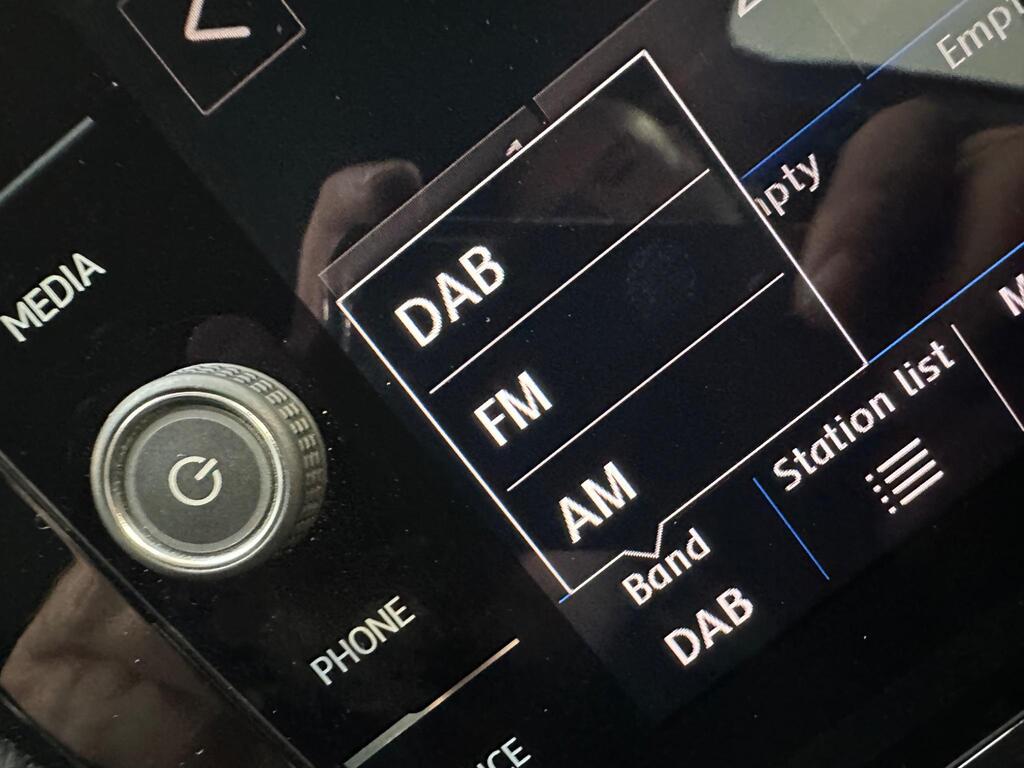 MEDIA
PHONE
DAB
FM
AM
Band
DAB
Station list